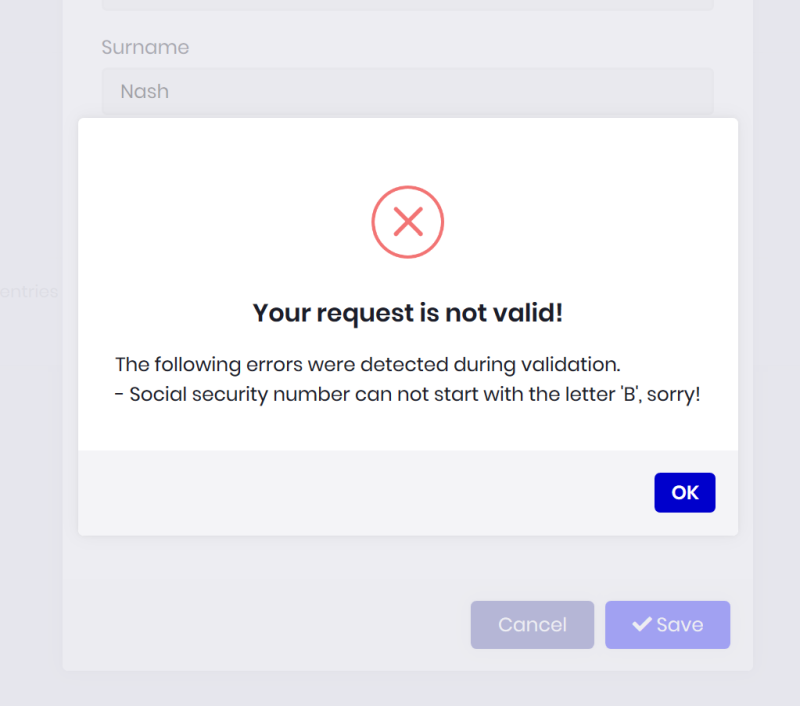 Surname
Nash
entries
Your request is not valid!
The following errors were detected during validation.
- Social security number can not start with the letter 'B', sorry!
OK
Cancel
Save